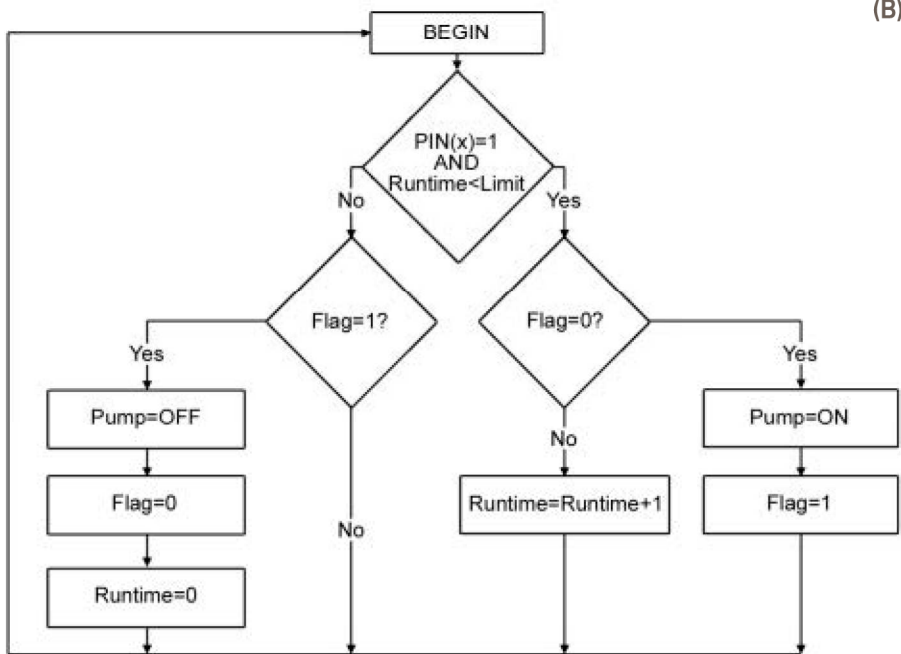 (B)
BEGIN
PIN(x)=1
AND
Runtime<Limit
No
Yes
Flag=1?
Flag=0?
Yes
Yes
Pump=OFF
Pump=ON
No
Flag=0
Runtime=Runtime+1
Flag=1
No
Runtime=0